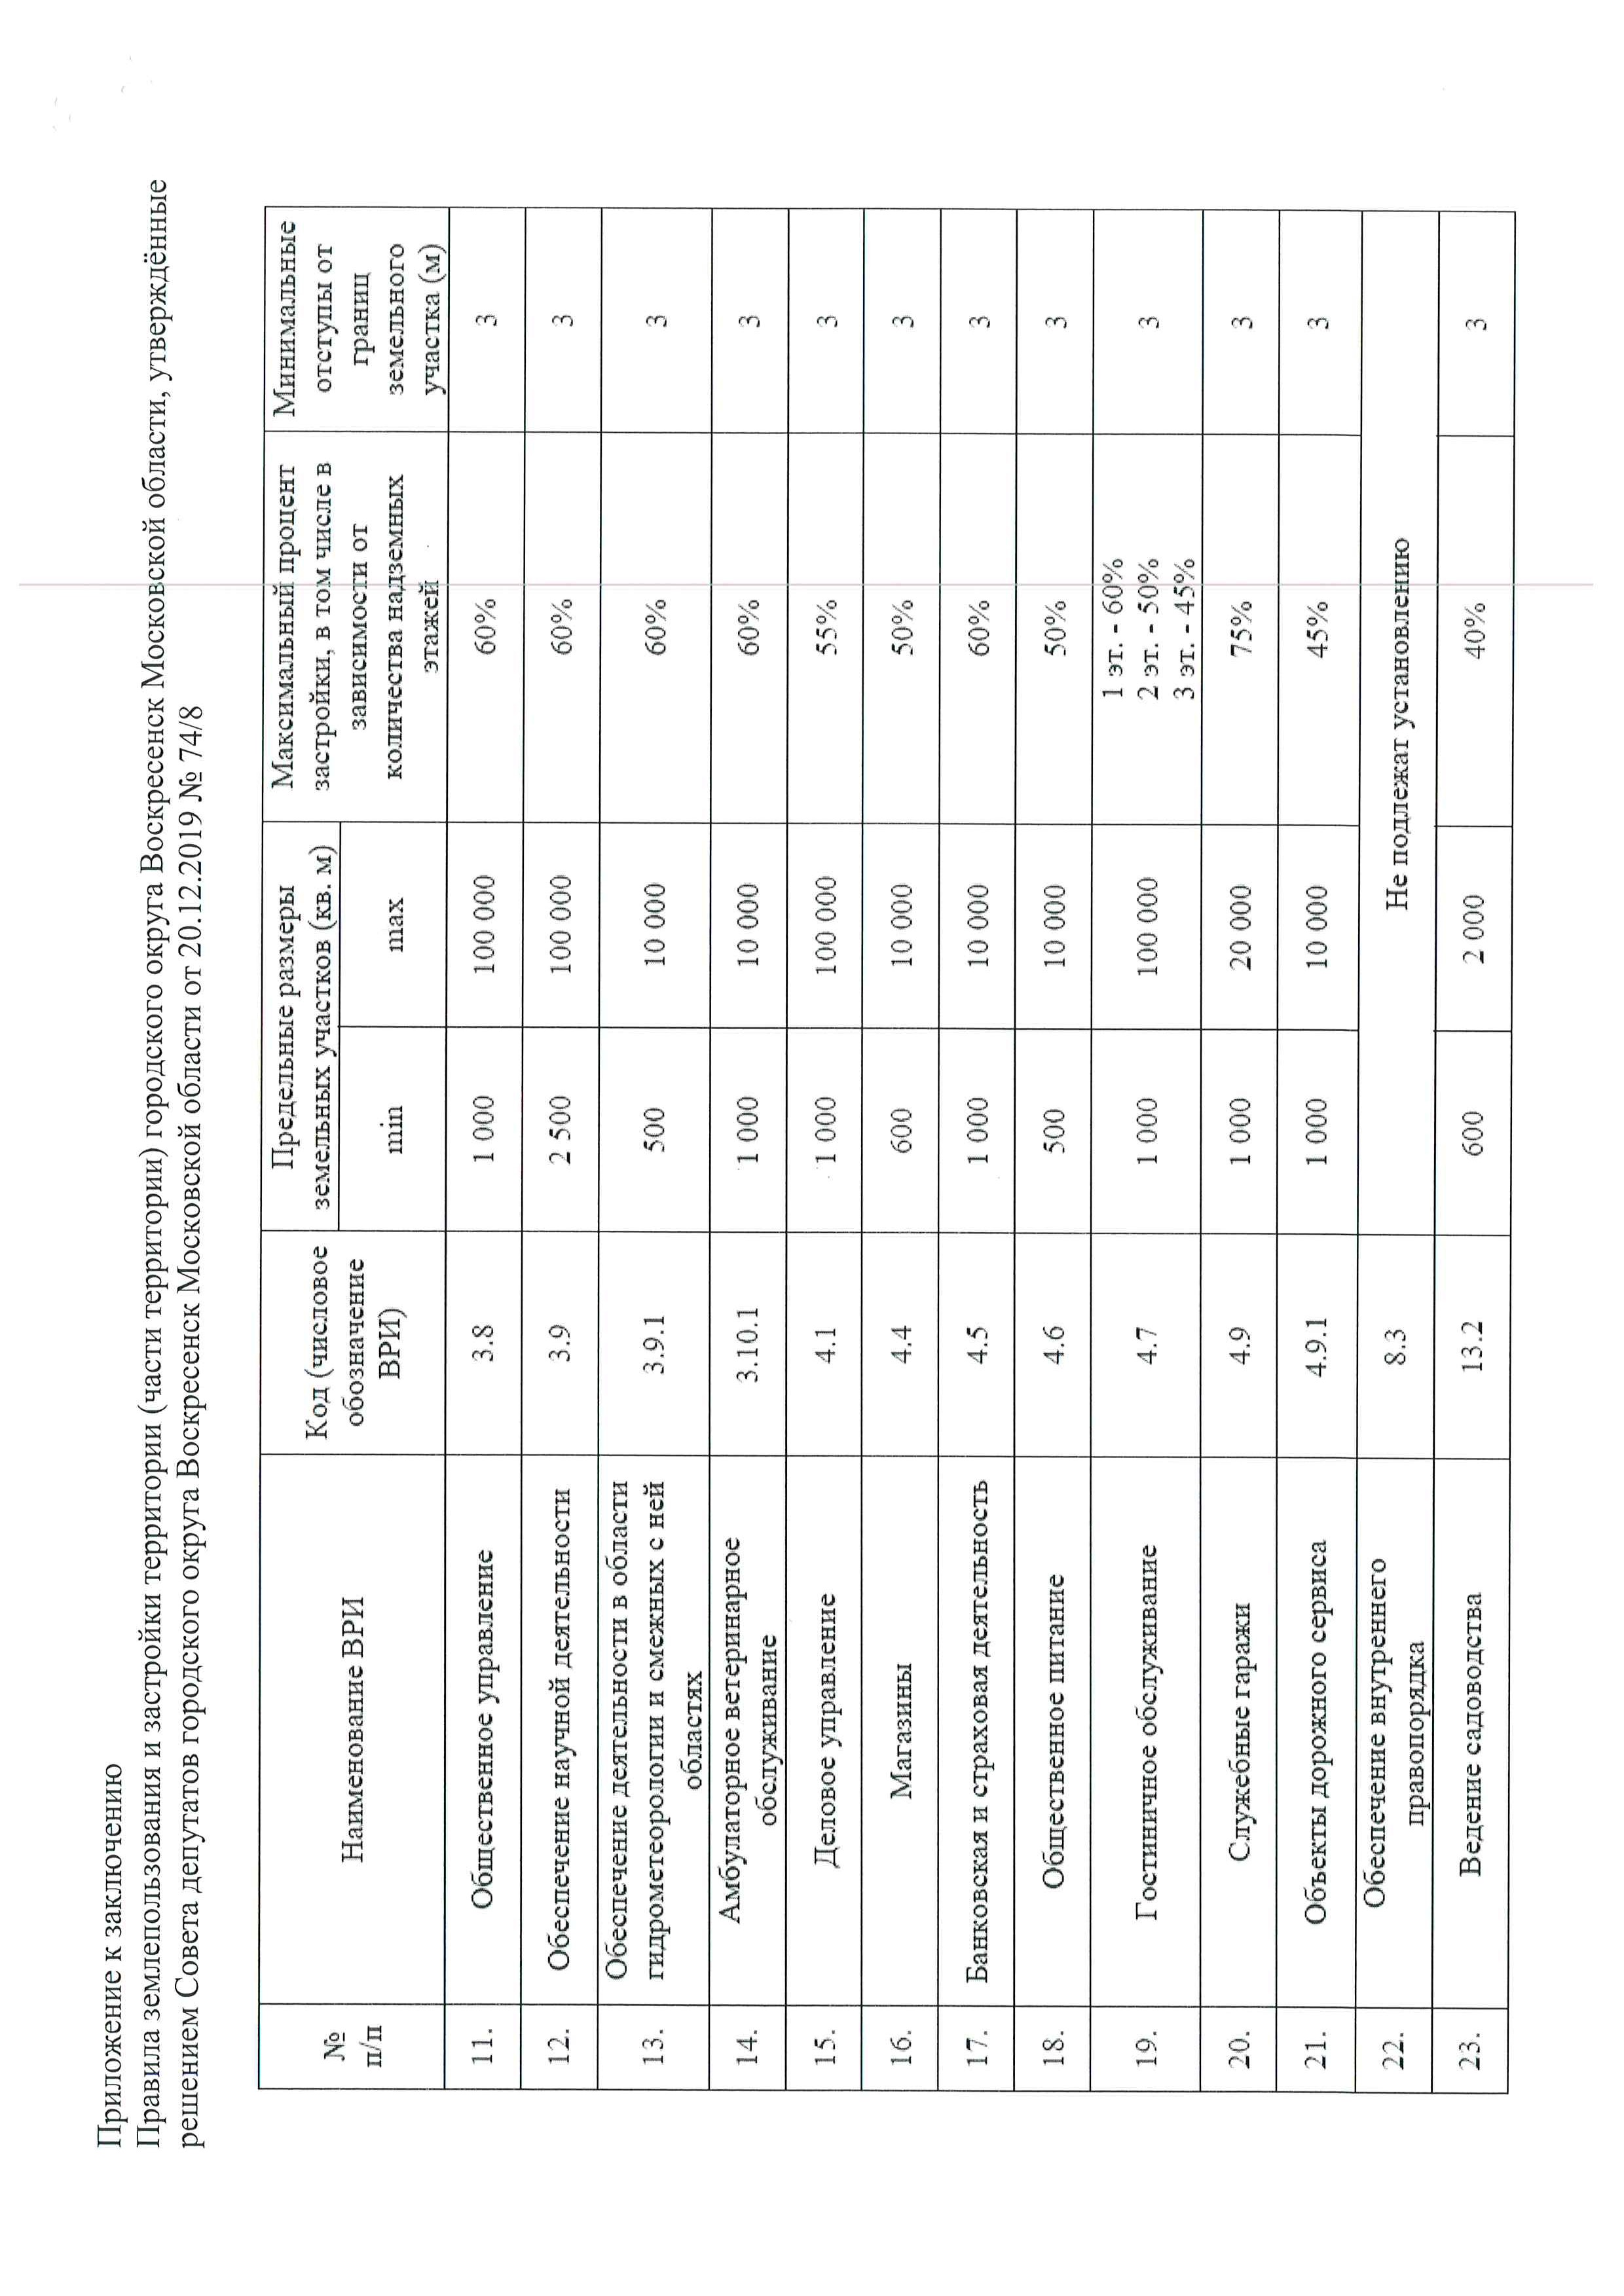 Приложение к заключению
Правила землепользования и застройки территории (части территории) городского округа Воскресенск Московской области, утверждённые
решением Совета депутатов городского округа Воскресенск Московской области от 20.12.2019 № 74/8
№
п/п
Наименование ВРИ
Код (числовое
обозначение
ВРИ)
Предельные размеры
земельных участков (кв. м)
min
max
Максимальный процент
застройки, в том числе в
зависимости от
количества надземных
этажей
Минимальные
отступы от
границ
земельного
участка (м)
11. Общественное управление 3.8 1 000 100 000 60% 3
12. Обеспечение научной деятельности 3.9 2 500 100 000 60% 3
13. Обеспечение деятельности в области
гидрометеорологии и смежных с ней
областях
3.9.1 500 10 000 60% 3
14. Амбулаторное ветеринарное
обслуживание
3.10.1 1 000 10 000 60% 3
15. Деловое управление 4.1 1 000 100 000 55% 3
16. Магазины 4.4 600 10 000 50% 3
17. Банковская и страховая деятельность 4.5 1 000 10 000 60% 3
18. Общественное питание 4.6 500 10 000 50% 3
19. Гостиничное обслуживание 4.7 1 000 100 000
1 эт. - 60%
2 эт. - 50%
3 эт. - 45%
3
20. Служебные гаражи 4.9 1 000 20 000 75% 3
21. Объекты дорожного сервиса 4.9.1 1 000 10 000 45% 3
22. Обеспечение внутреннего
правопорядка
8.3 Не подлежат установлению
23. Ведение садоводства 13.2 600 2 000 40% 3